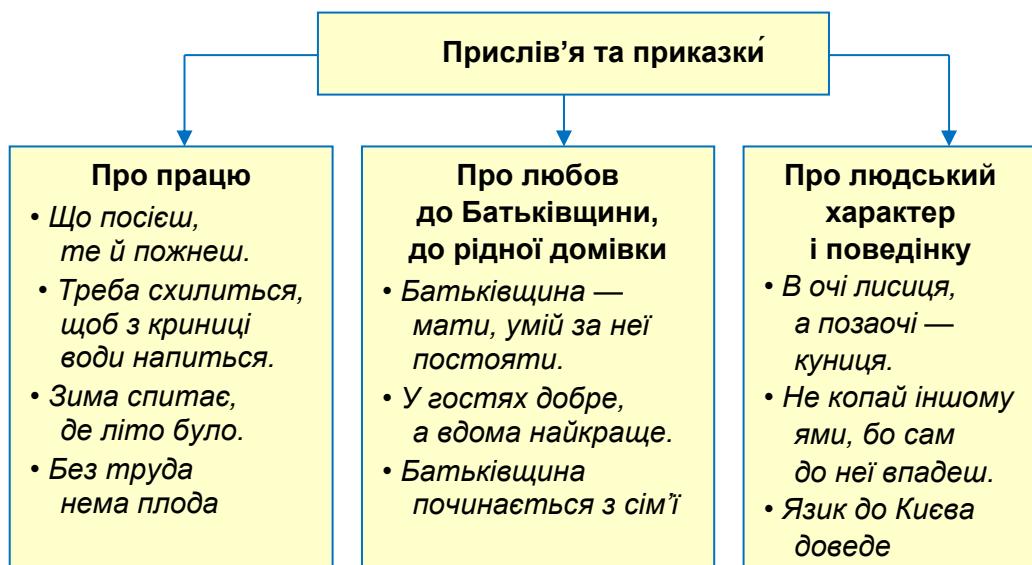 Прислів’я та приказки́
Про працю
• Що посієш,
те й пожнеш.
• Треба схилиться,
щоб з криниці
води напиться.
• Зима спитає,
де літо було.
• Без труда
нема плода
Про любов
до Батьківщини,
до рідної домівки
• Батьківщина —
мати, умій за неї
постояти.
• У гостях добре,
а вдома найкраще.
• Батьківщина
починається з сім’ї
Про людський
характер
і поведінку
• В очі лисиця,
а позаочі —
куниця.
• Не копай іншому
ями, бо сам
до неї впадеш.
• Язик до Києва
доведе